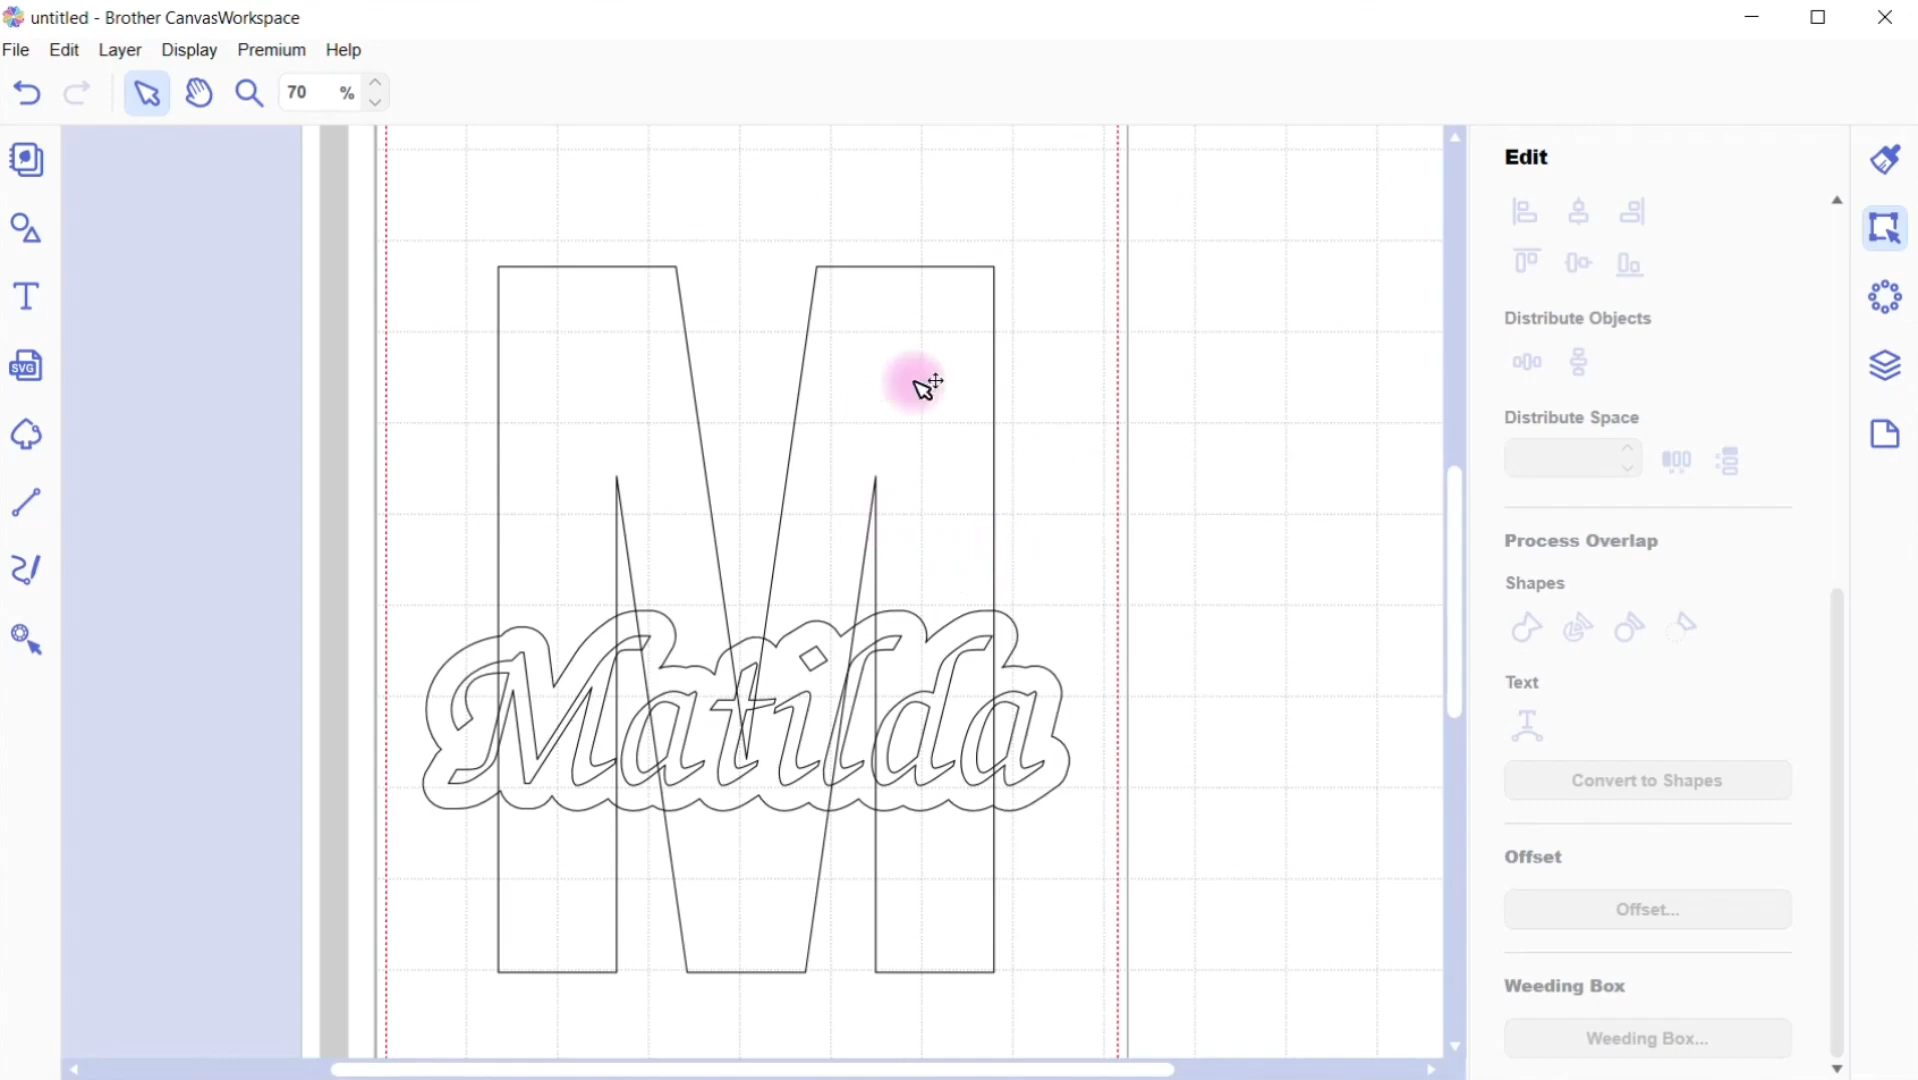 untitled - Brother CanvasWorkspace
File Edit Layer Display Premium Help
70 %
Edit
SVG
Distribute Objects
Distribute Space
Process Overlap
Shapes
Text
Convert to Shapes
Offset
Offset...
Weeding Box
Weeding Box...
M
Matilda